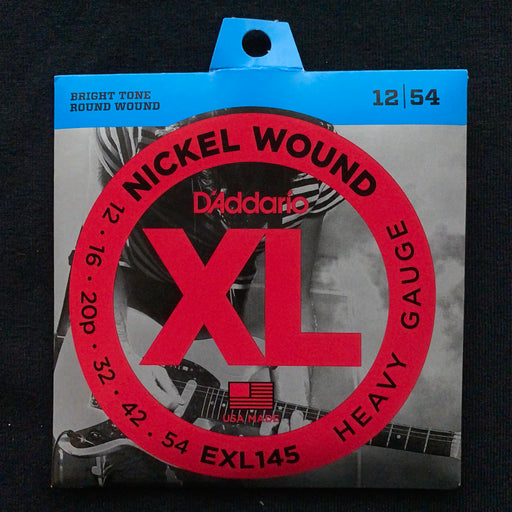 BRIGHT TONE
ROUND WOUND
12|54
NICKEL WOUND
D'Addario
XL
12 · 16 · 20p · 32 · 42 · 54
HEAVY GAUGE
USA MADE
EXL145